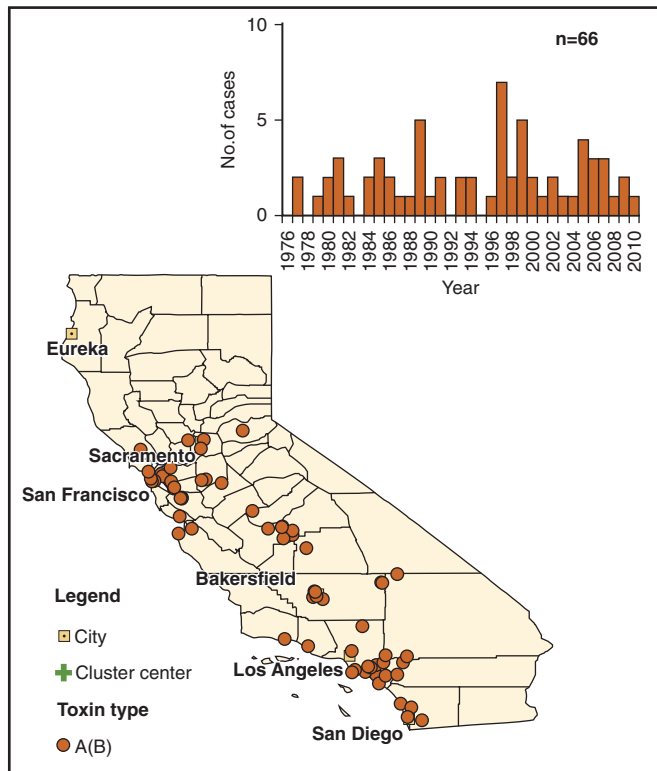 10
n=66
No.of cases
5
0
1976 1978 1980 1982 1984 1986 1988 1990 1992 1994 1996 1998 2000 2002 2004 2006 2008 2010
Year
Eureka
Sacramento
San Francisco
Bakersfield
Legend
City
Cluster center
Los Angeles
Toxin type
San Diego
A(B)